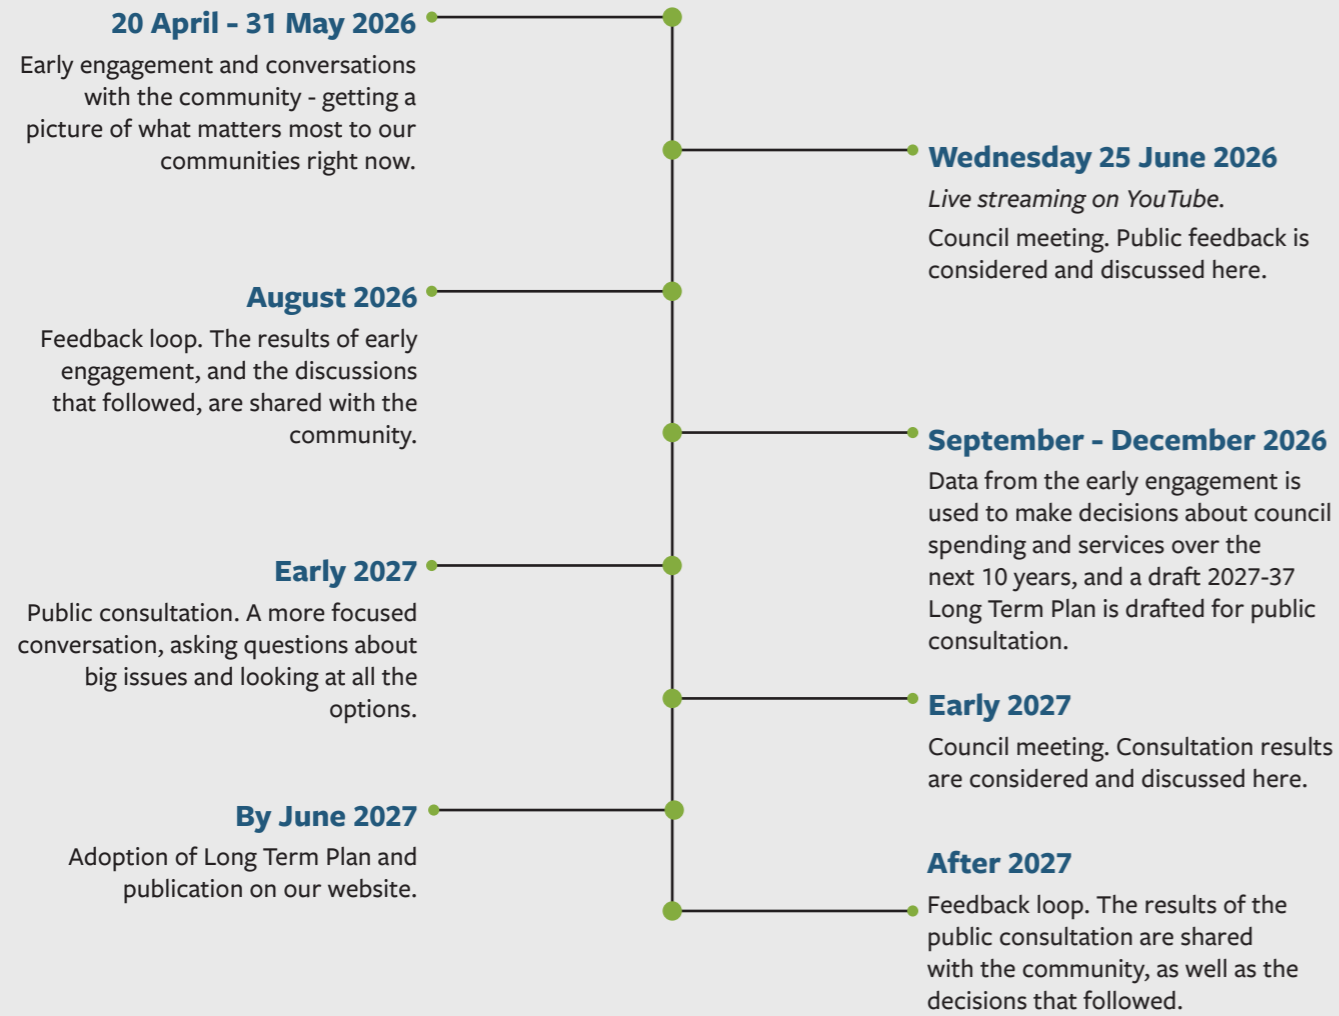 20 April – 31 May 2026
Early engagement and conversations
with the community - getting a
picture of what matters most to our
communities right now.
Wednesday 25 June 2026
Live streaming on YouTube.
Council meeting. Public feedback is
considered and discussed here.
August 2026
Feedback loop. The results of early
engagement, and the discussions
that followed, are shared with the
community.
September – December 2026
Data from the early engagement is
used to make decisions about council
spending and services over the
next 10 years, and a draft 2027-37
Long Term Plan is drafted for public
consultation.
Early 2027
Public consultation. A more focused
conversation, asking questions about
big issues and looking at all the
options.
Early 2027
Council meeting. Consultation results
are considered and discussed here.
By June 2027
Adoption of Long Term Plan and
publication on our website.
After 2027
Feedback loop. The results of the
public consultation are shared
with the community, as well as the
decisions that followed.